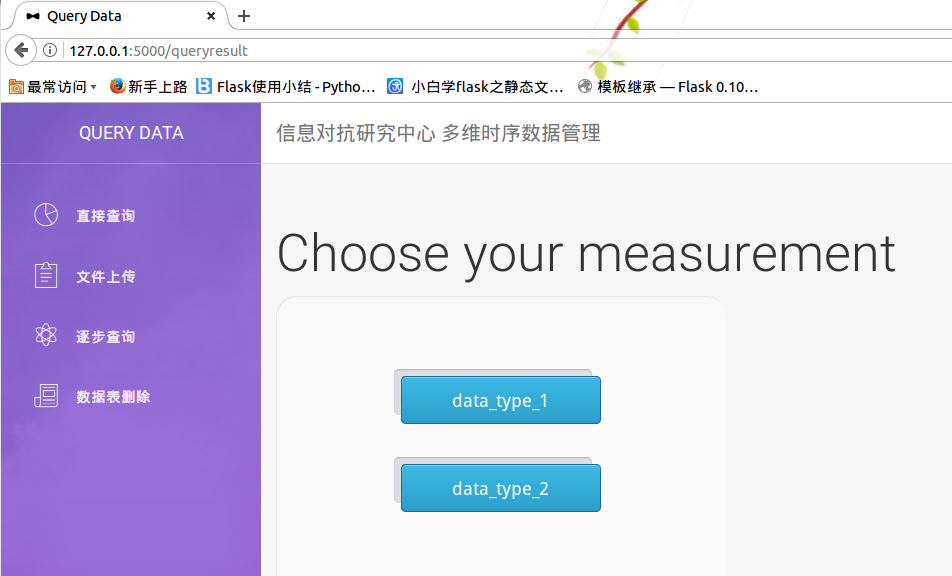 Query Data
127.0.0.1:5000/queryresult
最常访问 新手上路 Flask使用小结 - Pytho... 小白学flask之静态文... 模板继承 — Flask 0.10...
QUERY DATA
信息对抗研究中心 多维时序数据管理
直接查询
文件上传
逐步查询
数据表删除
Choose your measurement
data_type_1
data_type_2